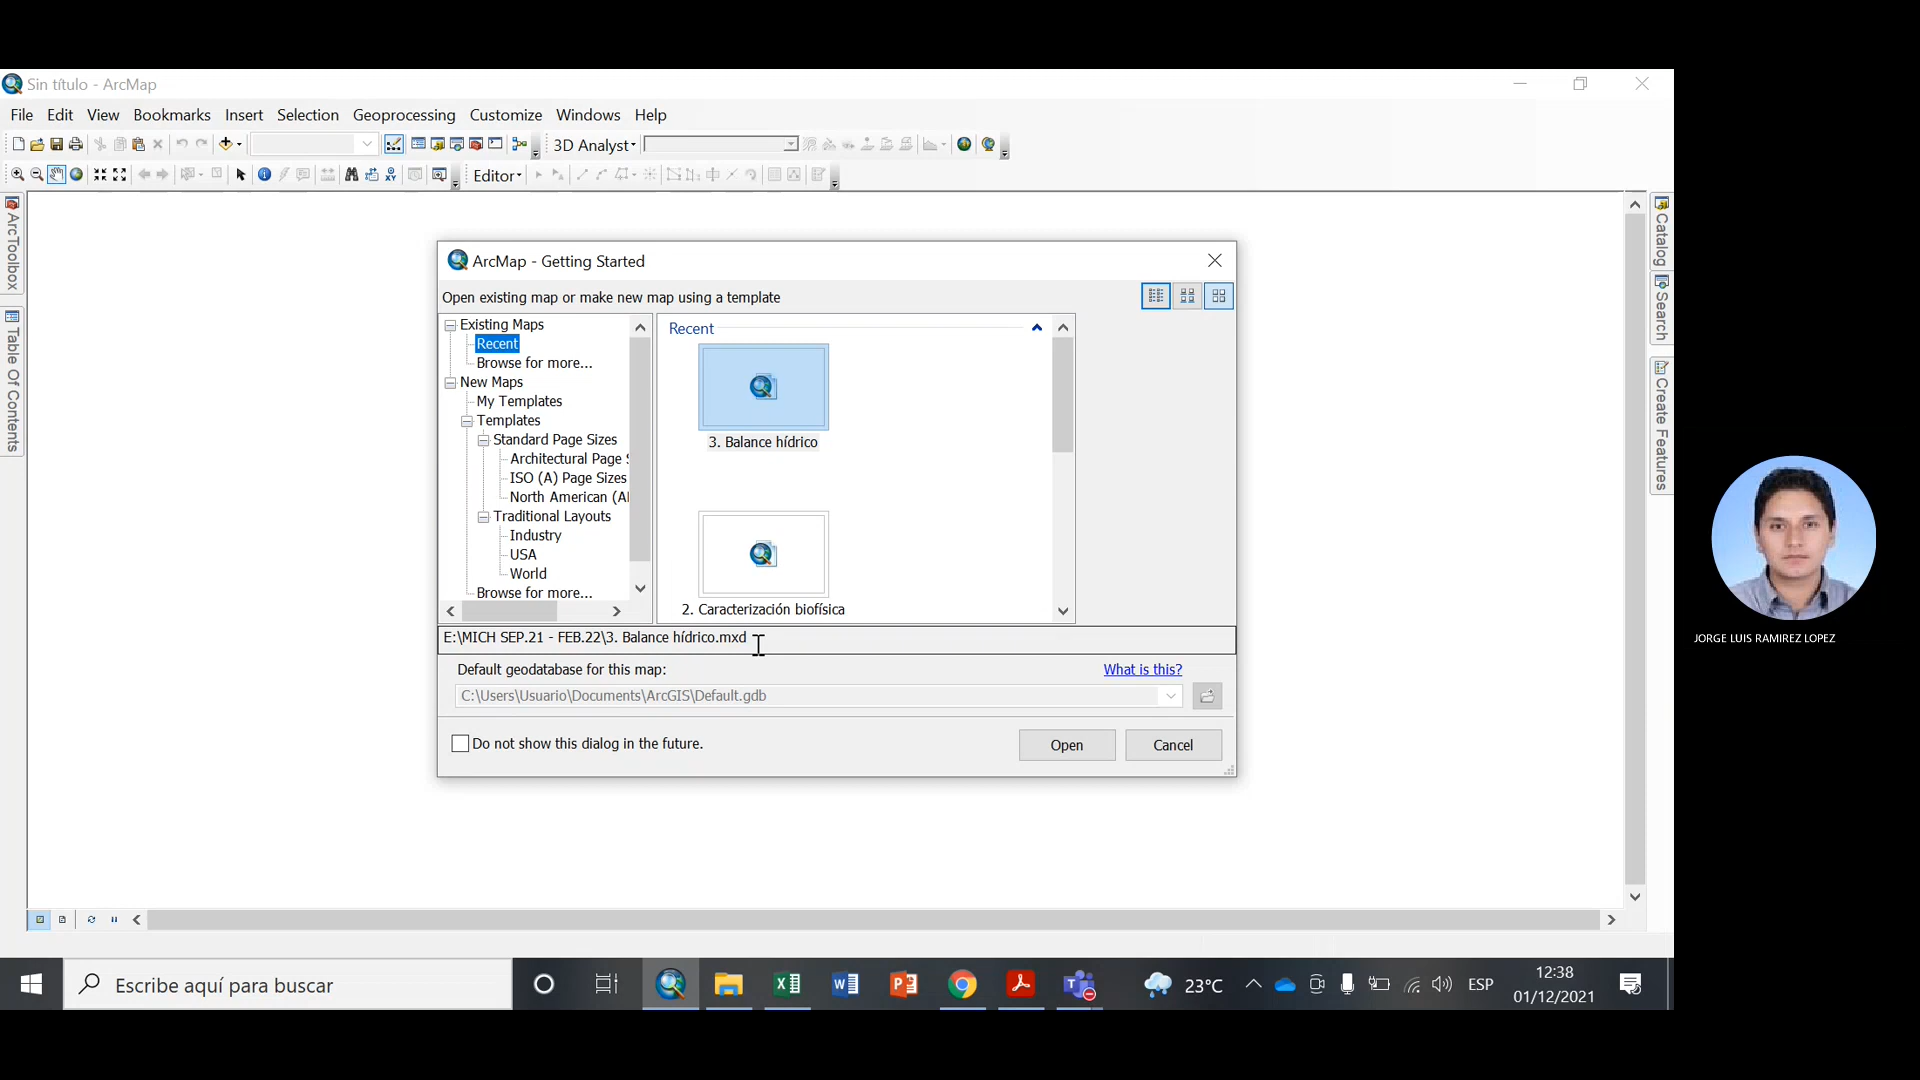 Sin título - ArcMap
File Edit View Bookmarks Insert Selection Geoprocessing Customize Windows Help
3D Analyst
Editor
ArcToolbox
Table Of Contents
Catalog
Search
Create Features
ArcMap - Getting Started
Open existing map or make new map using a template
Existing Maps
Recent
Browse for more...
New Maps
My Templates
Templates
Standard Page Sizes
Architectural Page S
ISO (A) Page Sizes
North American (A
Traditional Layouts
Industry
USA
World
Browse for more...
Recent
3. Balance hídrico
2. Caracterización biofísica
E:\MICH SEP.21 - FEB.22\3. Balance hídrico.mxd
Default geodatabase for this map:
What is this?
C:\Users\Usuario\Documents\ArcGIS\Default.gdb
Do not show this dialog in the future.
Open
Cancel
JORGE LUIS RAMIREZ LOPEZ
Escribe aquí para buscar
23°C
ESP
12:38
01/12/2021